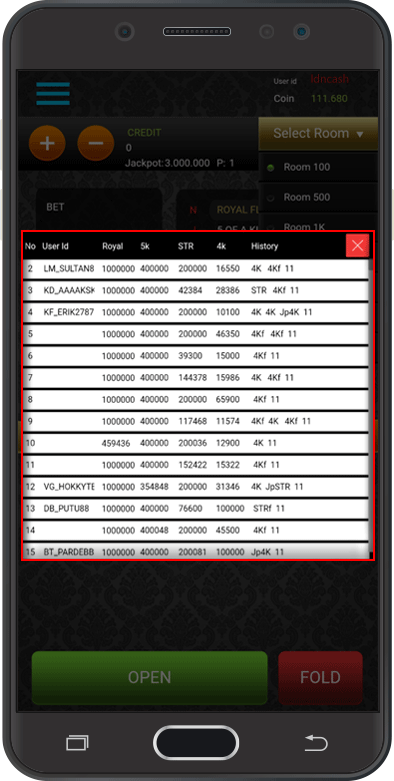 User id ldncash
Coin 111.680
CREDIT
0
Jackpot:3.000.000 P: 1
Select Room ▼
Room 100
Room 500
Room 1K
BET
N ROYAL FL
No User Id Royal 5k STR 4k History
2 LM_SULTAN8 1000000 400000 200000 16550 4K 4Kf 11
3 KD_AAAAKSK 1000000 400000 42384 28386 STR 4Kf 11
4 KF_ERIK2787 1000000 400000 200000 10100 4K 4K Jp4K 11
5 1000000 400000 200000 46350 4Kf 4Kf 11
6 1000000 400000 39300 15000 4Kf 11
7 1000000 400000 144378 15986 4K 4Kf 11
8 1000000 400000 200000 65900 4Kf 11
9 1000000 400000 117468 11574 4Kf 4K 4Kf 11
10 459436 400000 200036 12900 4K 11
11 1000000 400000 152422 15322 4Kf 11
12 VG_HOKKYTE 1000000 354848 200000 31346 4K JpSTR 11
13 DB_PUTU88 1000000 400000 76600 100000 STRf 11
14 1000000 400048 200000 45500 4Kf 11
15 BT_PARDEBB 1000000 400000 200081 100000 Jp4K 11
OPEN
FOLD